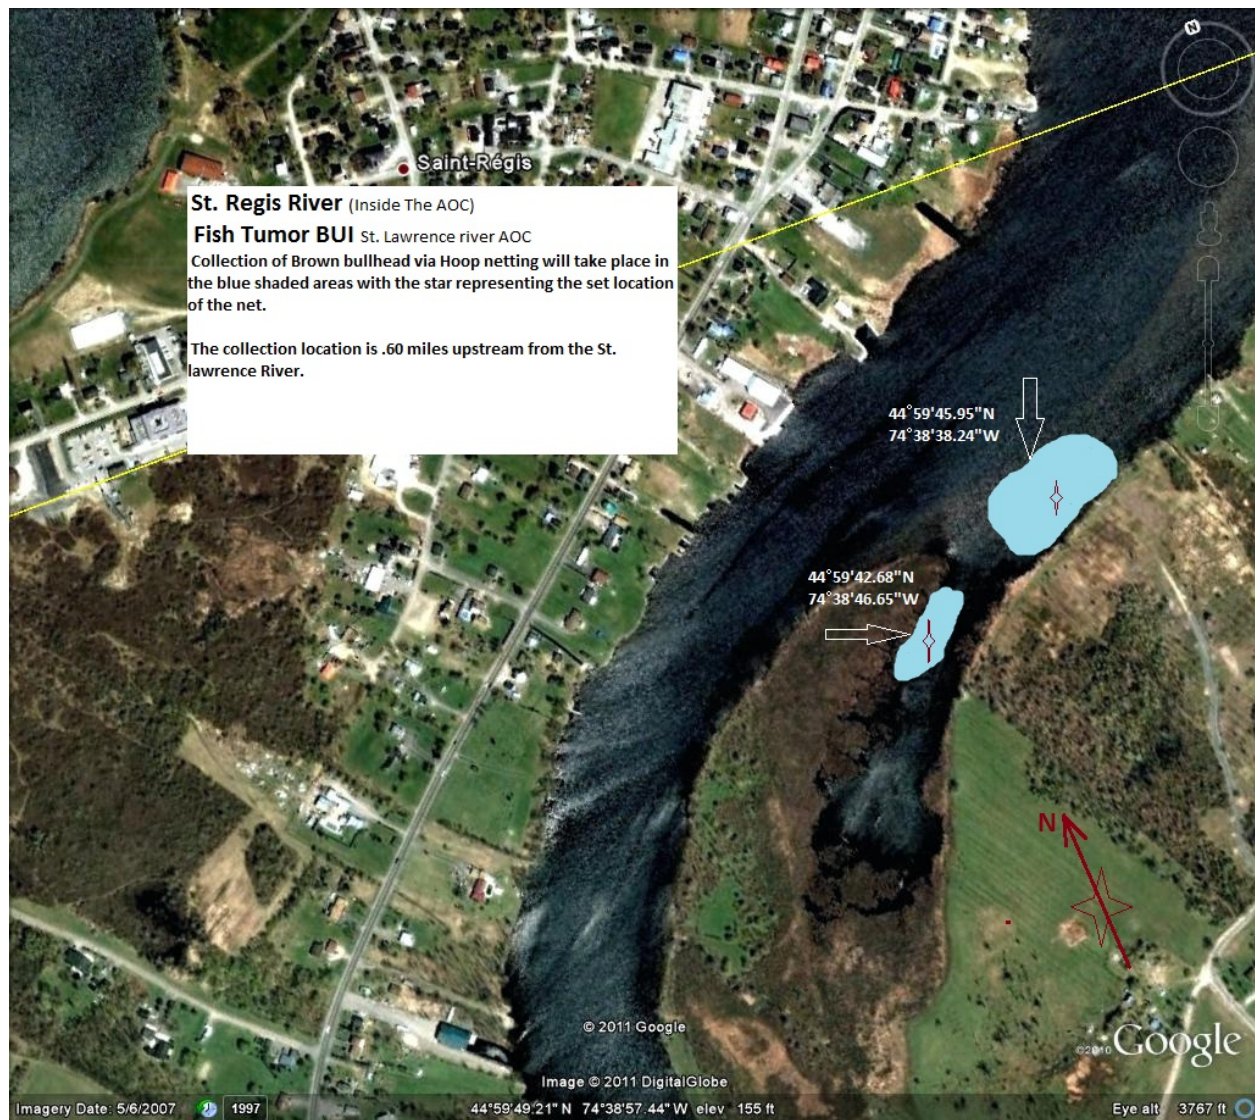 N
Saint-Régis
St. Regis River (Inside The AOC)
Fish Tumor BUI St. Lawrence river AOC
Collection of Brown bullhead via Hoop netting will take place in
the blue shaded areas with the star representing the set location
of the net.
The collection location is .60 miles upstream from the St.
lawrence River.
44°59'45.95"N
74°38'38.24"W
44°59'42.68"N
74°38'46.65"W
N
© 2011 Google
©2010 Google
Image © 2011 DigitalGlobe
Imagery Date: 5/6/2007 1997 44°59'49.21" N 74°38'57.44" W elev 155 ft Eye alt 3767 ft